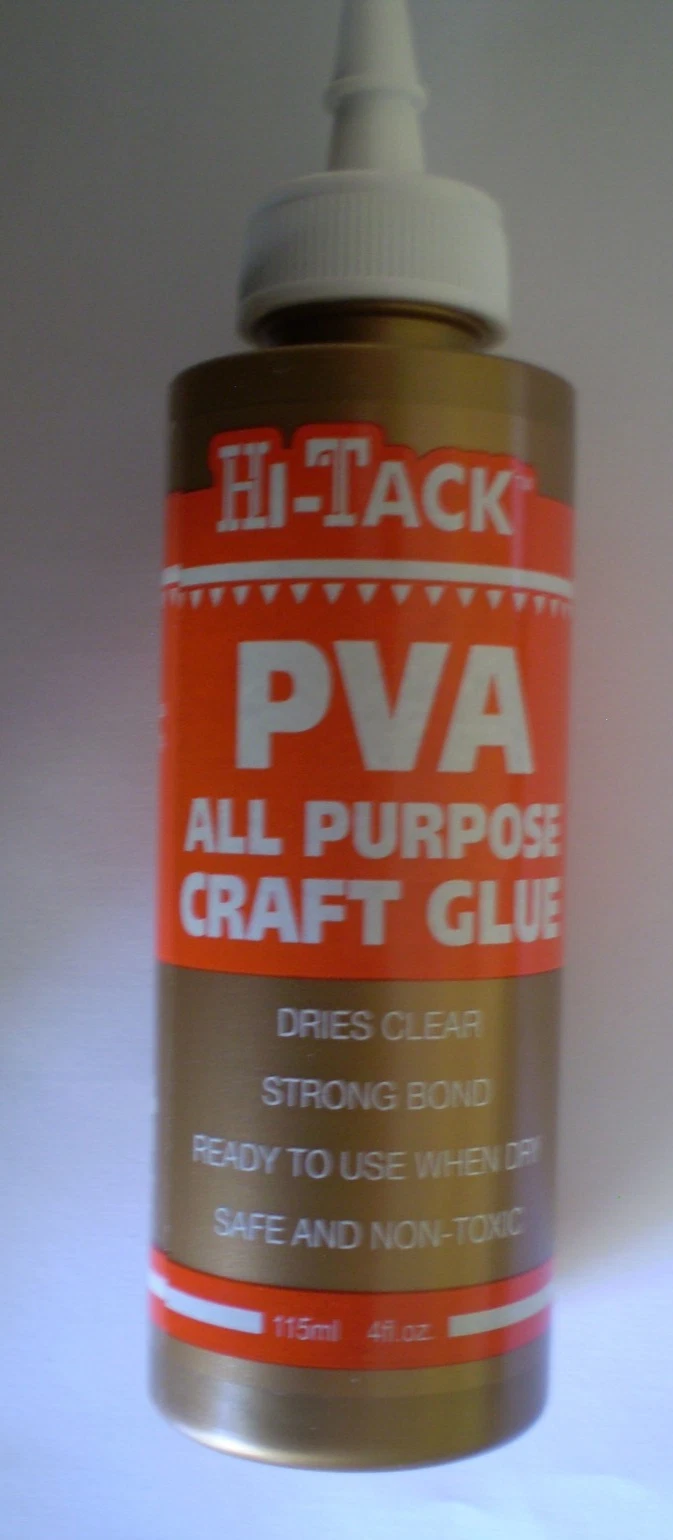 HI-TACK™
PVA
ALL PURPOSE
CRAFT GLUE
DRIES CLEAR
STRONG BOND
READY TO USE WHEN DRY
SAFE AND NON-TOXIC
115ml 4fl.oz.